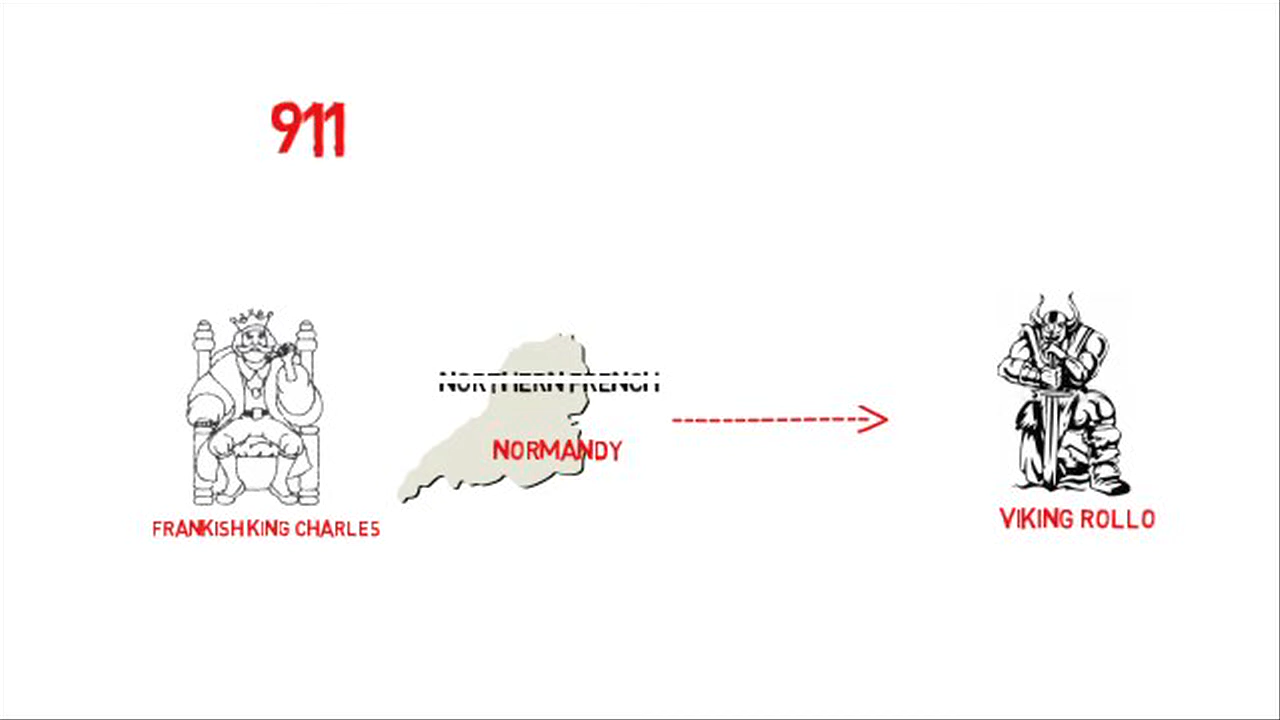 911
NORTHERN FRENCH
NORMANDY
FRANKISH KING CHARLES
VIKING ROLLO